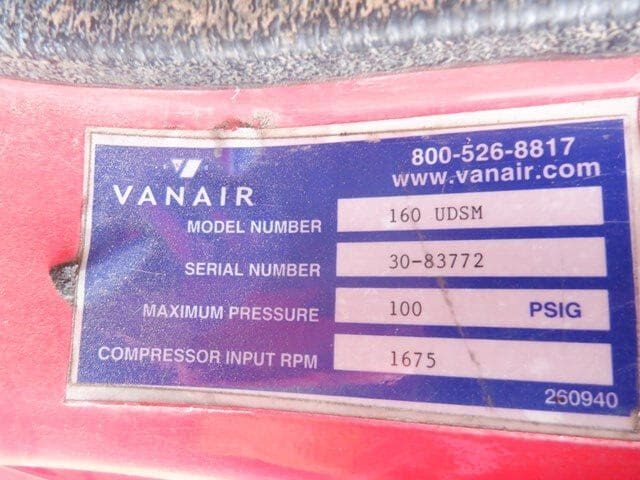 800-526-8817
www.vanair.com
VANAIR
MODEL NUMBER 160 UDSM
SERIAL NUMBER 30-83772
MAXIMUM PRESSURE 100 PSIG
COMPRESSOR INPUT RPM 1675
260940